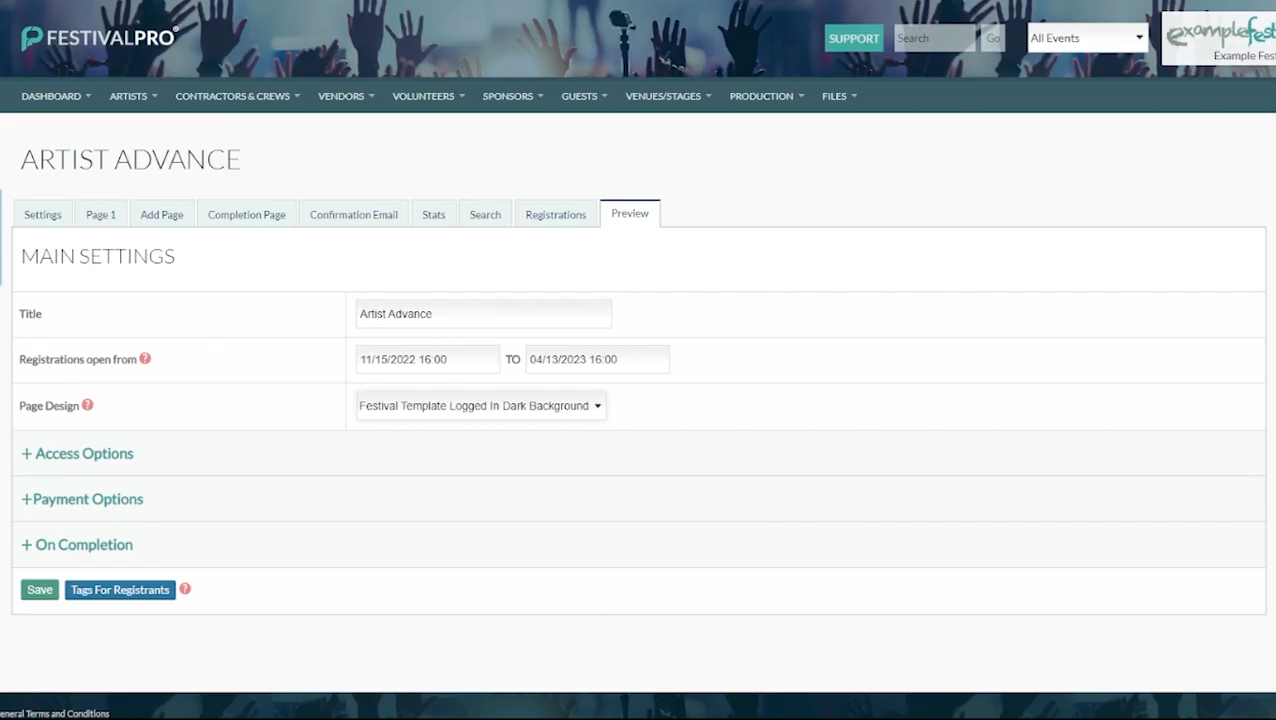 FESTIVALPRO
SUPPORT
Search
Go
All Events
example fest
Example Fest
DASHBOARD ARTISTS CONTRACTORS & CREWS VENDORS VOLUNTEERS SPONSORS GUESTS VENUES/STAGES PRODUCTION FILES
ARTIST ADVANCE
Settings Page 1 Add Page Completion Page Confirmation Email Stats Search Registrations Preview
MAIN SETTINGS
Title Artist Advance
Registrations open from ? 11/15/2022 16:00 TO 04/13/2023 16:00
Page Design ? Festival Template Logged In Dark Background
+ Access Options
+Payment Options
+ On Completion
Save Tags For Registrants ?
eneral Terms and Conditions